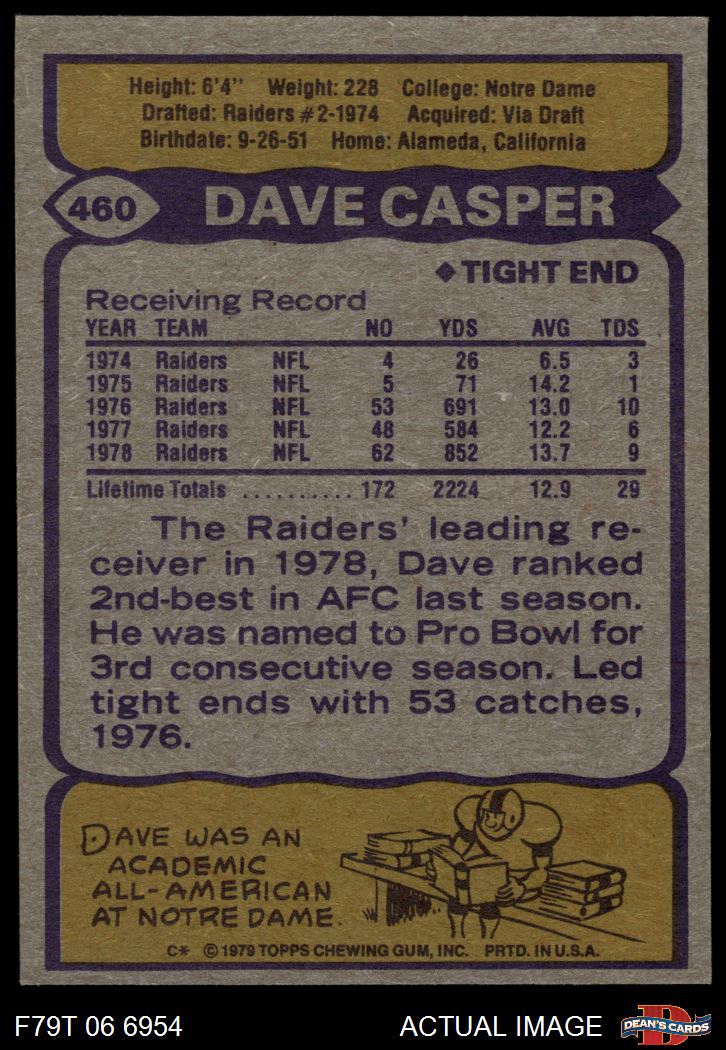 Height: 6'4" Weight: 228 College: Notre Dame
Drafted: Raiders #2-1974 Acquired: Via Draft
Birthdate: 9-26-51 Home: Alameda, California
460 DAVE CASPER
◆TIGHT END
Receiving Record
YEAR TEAM NO YDS AVG TDS
1974 Raiders NFL 4 26 6.5 3
1975 Raiders NFL 5 71 14.2 1
1976 Raiders NFL 53 691 13.0 10
1977 Raiders NFL 48 584 12.2 6
1978 Raiders NFL 62 852 13.7 9
Lifetime Totals .......... 172 2224 12.9 29
The Raiders' leading re-
ceiver in 1978, Dave ranked
2nd-best in AFC last season.
He was named to Pro Bowl for
3rd consecutive season. Led
tight ends with 53 catches,
1976.
DAVE WAS AN
ACADEMIC
ALL-AMERICAN
AT NOTRE DAME.
C* © 1979 TOPPS CHEWING GUM, INC. PRTD. IN U.S.A.
F79T 06 6954 ACTUAL IMAGE D DEAN'S CARDS